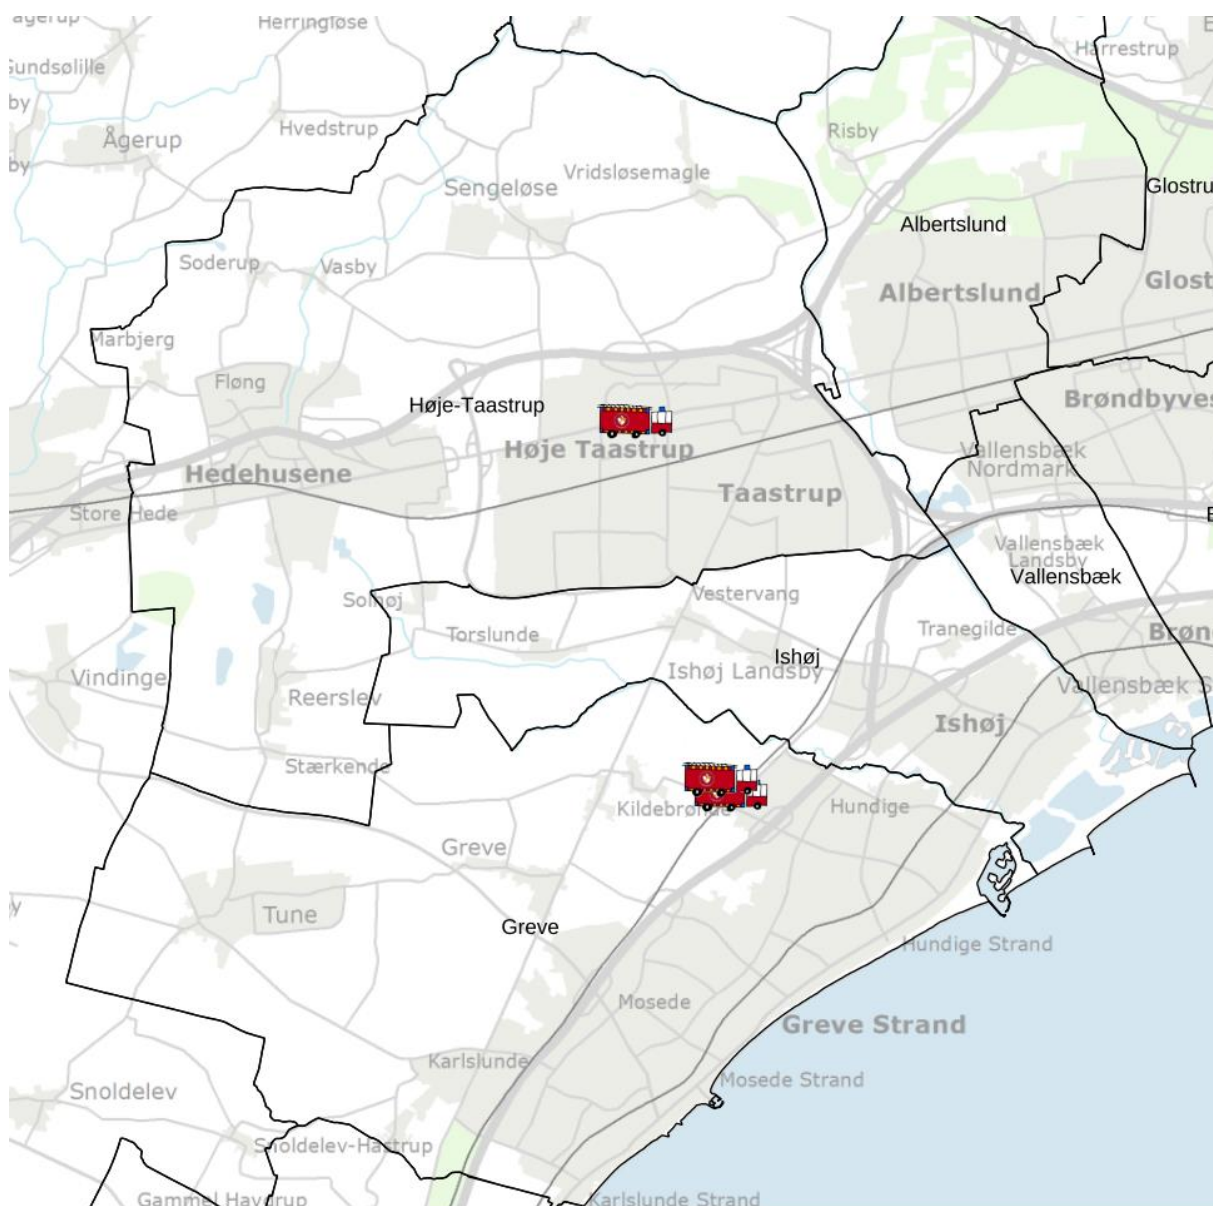 Herringløse
Harrestrup
Hvedstrup
Ågerup
Risby
Vridsløsemagle
Sengeløse
Glostru
Albertslund
Soderup
Vasby
Albertslund
Glost
Marbjerg
Fløng
Høje-Taastrup
Brøndbyves
Høje Taastrup
Hedehusene
Vallensbæk
Nordmark
Taastrup
Store Hede
Vallensbæk
Landsby
Vallensbæk
Vestervang
Solhøj
Torslunde
Tranegilde
Brøn
Ishøj
Ishøj Landsby
Vindinge
Reerslev
Vallensbæk S
Ishøj
Stærkende
Hundige
Kildebrønde
Greve
Tune
Greve
Hundige Strand
Mosede
Greve Strand
Karlslunde
Mosede Strand
Snoldelev
Snoldelev-Hastrup
Gammel Havdrup
Karlslunde Strand